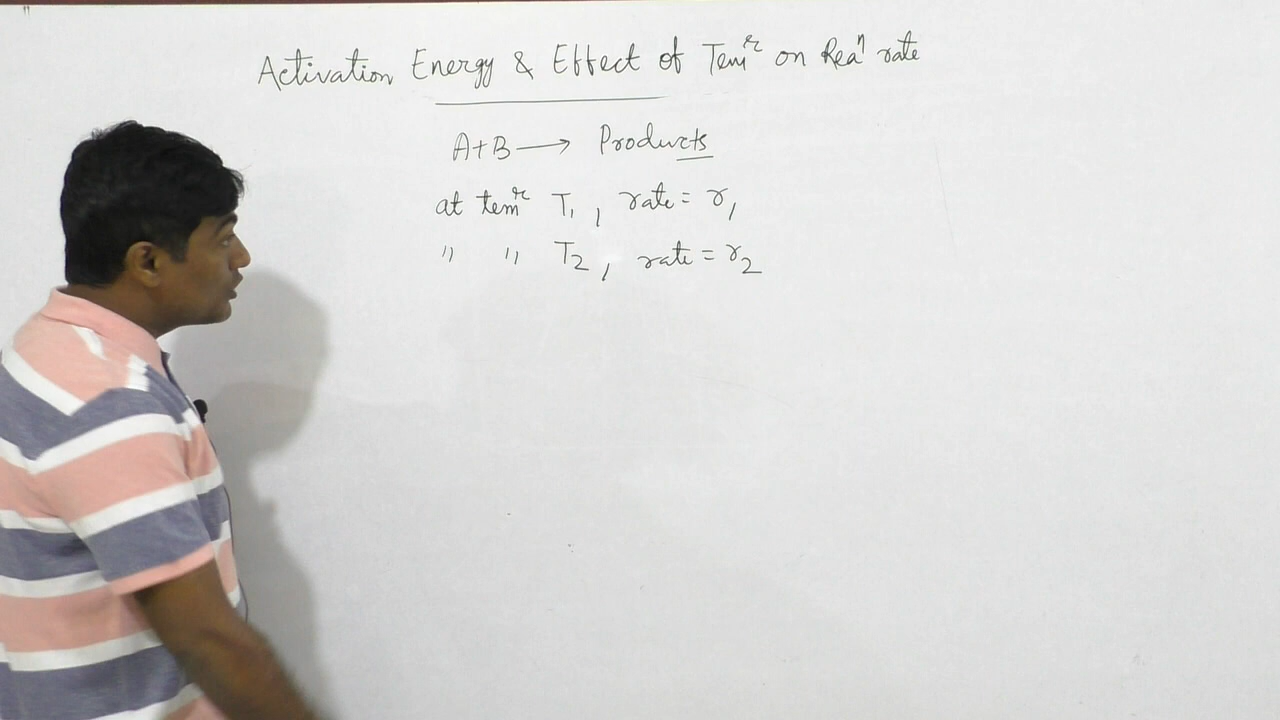 Activation Energy & Effect of Temʳ on Reaⁿ rate
A+B ⟶ Products
at temʳ T₁, rate = r₁
" " T₂, rate = r₂